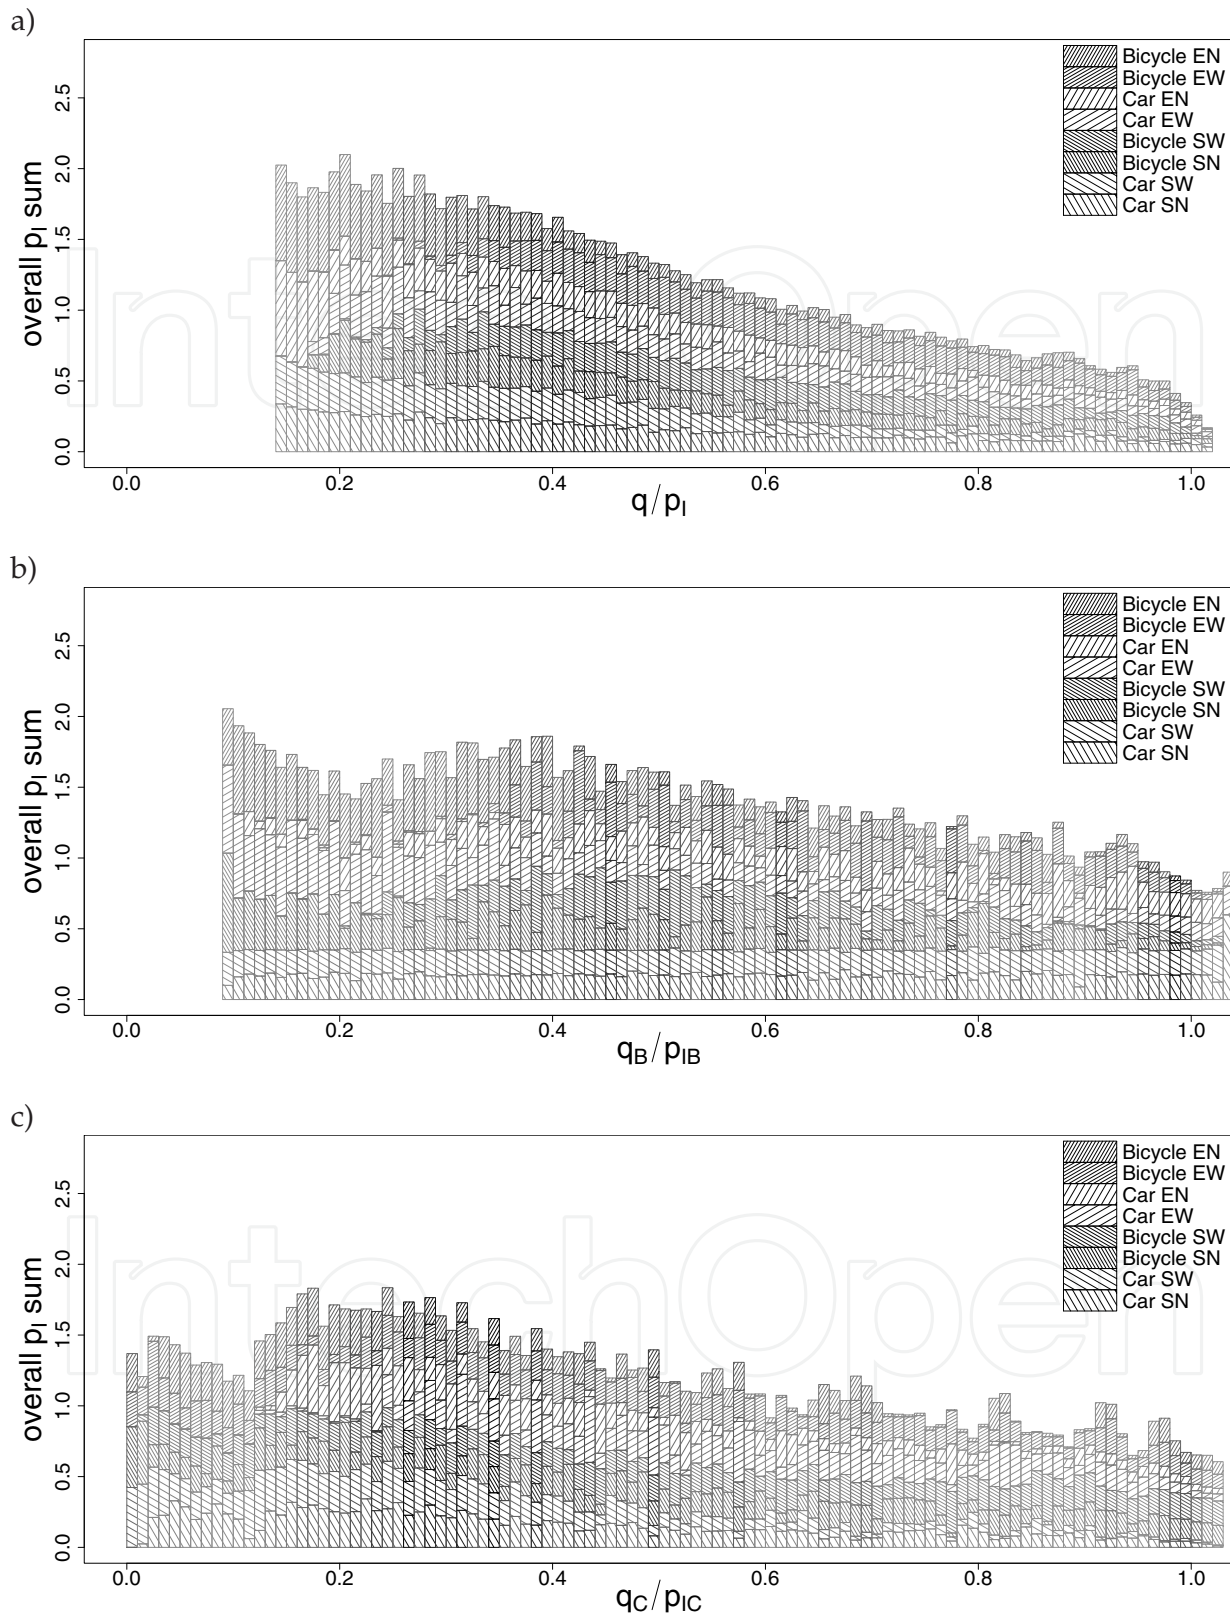 a)
overall pI sum
2.5
2.0
1.5
1.0
0.5
0.0
Bicycle EN
Bicycle EW
Car EN
Car EW
Bicycle SW
Bicycle SN
Car SW
Car SN
0.0 0.2 0.4 0.6 0.8 1.0
q/pI
IntechOpen
b)
overall pI sum
2.5
2.0
1.5
1.0
0.5
0.0
Bicycle EN
Bicycle EW
Car EN
Car EW
Bicycle SW
Bicycle SN
Car SW
Car SN
0.0 0.2 0.4 0.6 0.8 1.0
qB/pIB
c)
overall pI sum
2.5
2.0
1.5
1.0
0.5
0.0
Bicycle EN
Bicycle EW
Car EN
Car EW
Bicycle SW
Bicycle SN
Car SW
Car SN
0.0 0.2 0.4 0.6 0.8 1.0
qC/pIC
IntechOpen